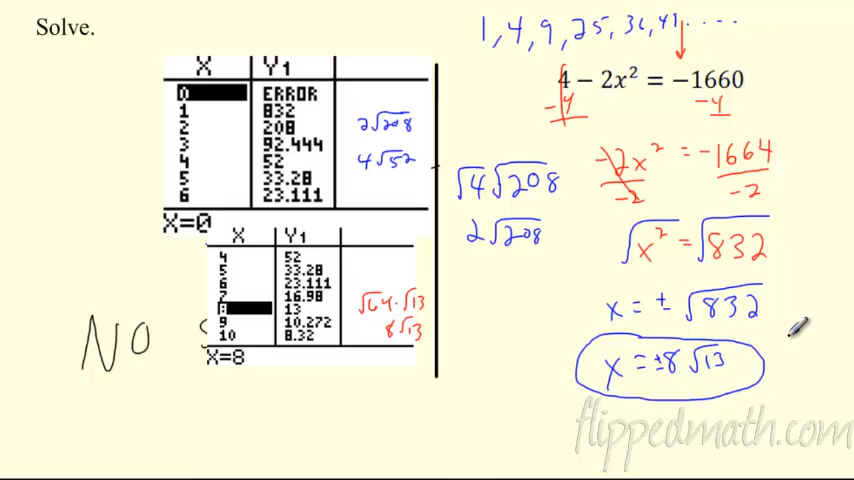 Solve.
1, 4, 9, 25, 36, 49 ....
4 − 2x² = −1660
−4 −4
−2x² = −1664
−2 −2
√x² = √832
x = ± √832
x = ±8 √13
√4 √208
2 √208
X Y1
0 ERROR
1 832
2 208
3 92.444
4 52
5 33.28
6 23.111
X=0
2√208
4√52
X Y1
4 52
5 33.28
6 23.111
7 16.98
8 13
9 10.272
10 8.32
X=8
√64 · √13
8√13
NO
flippedmath.com